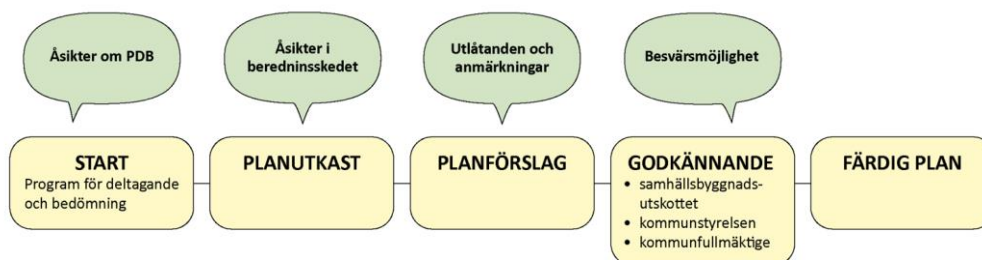 Åsikter om PDB
Åsikter i
beredninsskedet
Utlåtanden och
anmärkningar
Besvärsmöjlighet
START
Program för deltagande
och bedömning
PLANUTKAST
PLANFÖRSLAG
GODKÄNNANDE
• samhällsbyggnads-
utskottet
• kommunstyrelsen
• kommunfullmäktige
FÄRDIG PLAN